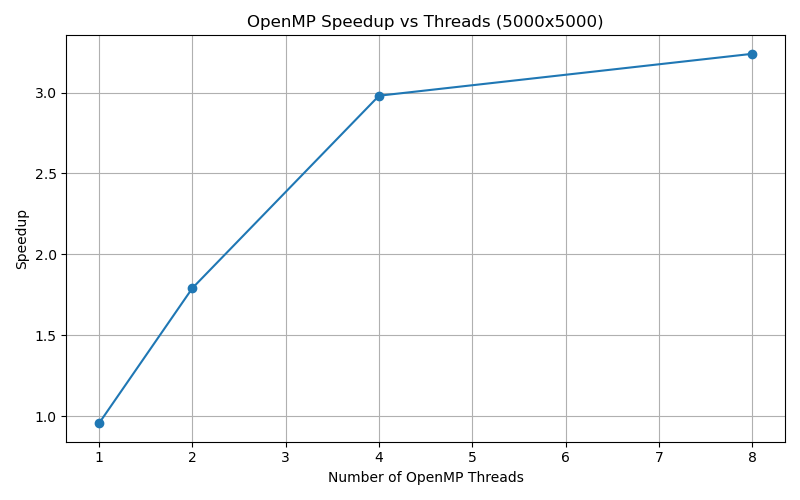 OpenMP Speedup vs Threads (5000x5000)
3.0
2.5
2.0
1.5
1.0
Speedup
1 2 3 4 5 6 7 8
Number of OpenMP Threads